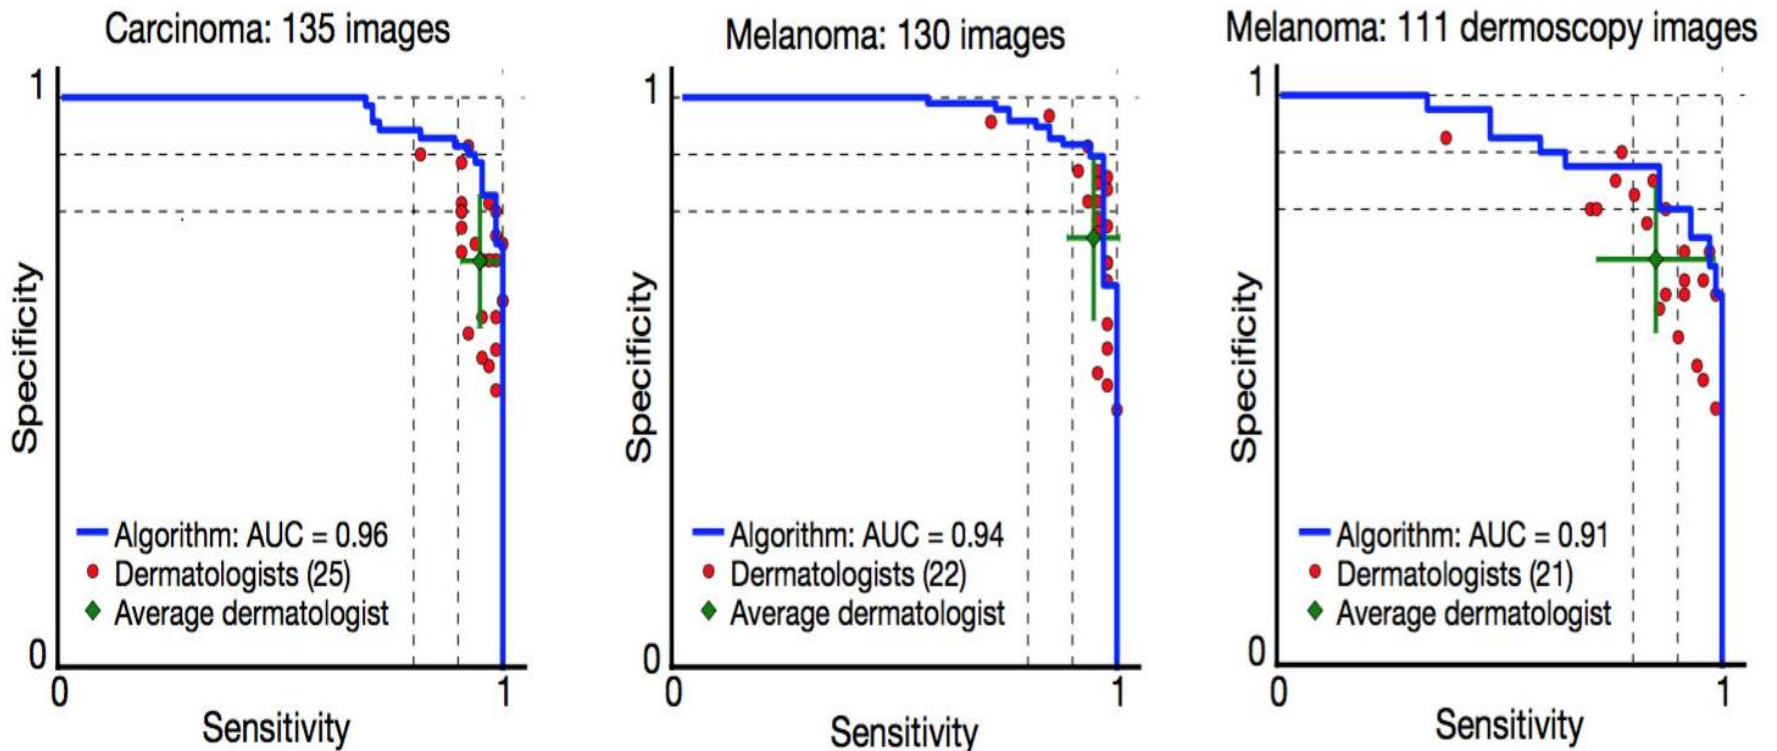 Carcinoma: 135 images
1
Specificity
Algorithm: AUC = 0.96
Dermatologists (25)
Average dermatologist
0
0
1
Sensitivity
Melanoma: 130 images
1
Specificity
Algorithm: AUC = 0.94
Dermatologists (22)
Average dermatologist
0
0
1
Sensitivity
Melanoma: 111 dermoscopy images
1
Specificity
Algorithm: AUC = 0.91
Dermatologists (21)
Average dermatologist
0
0
1
Sensitivity